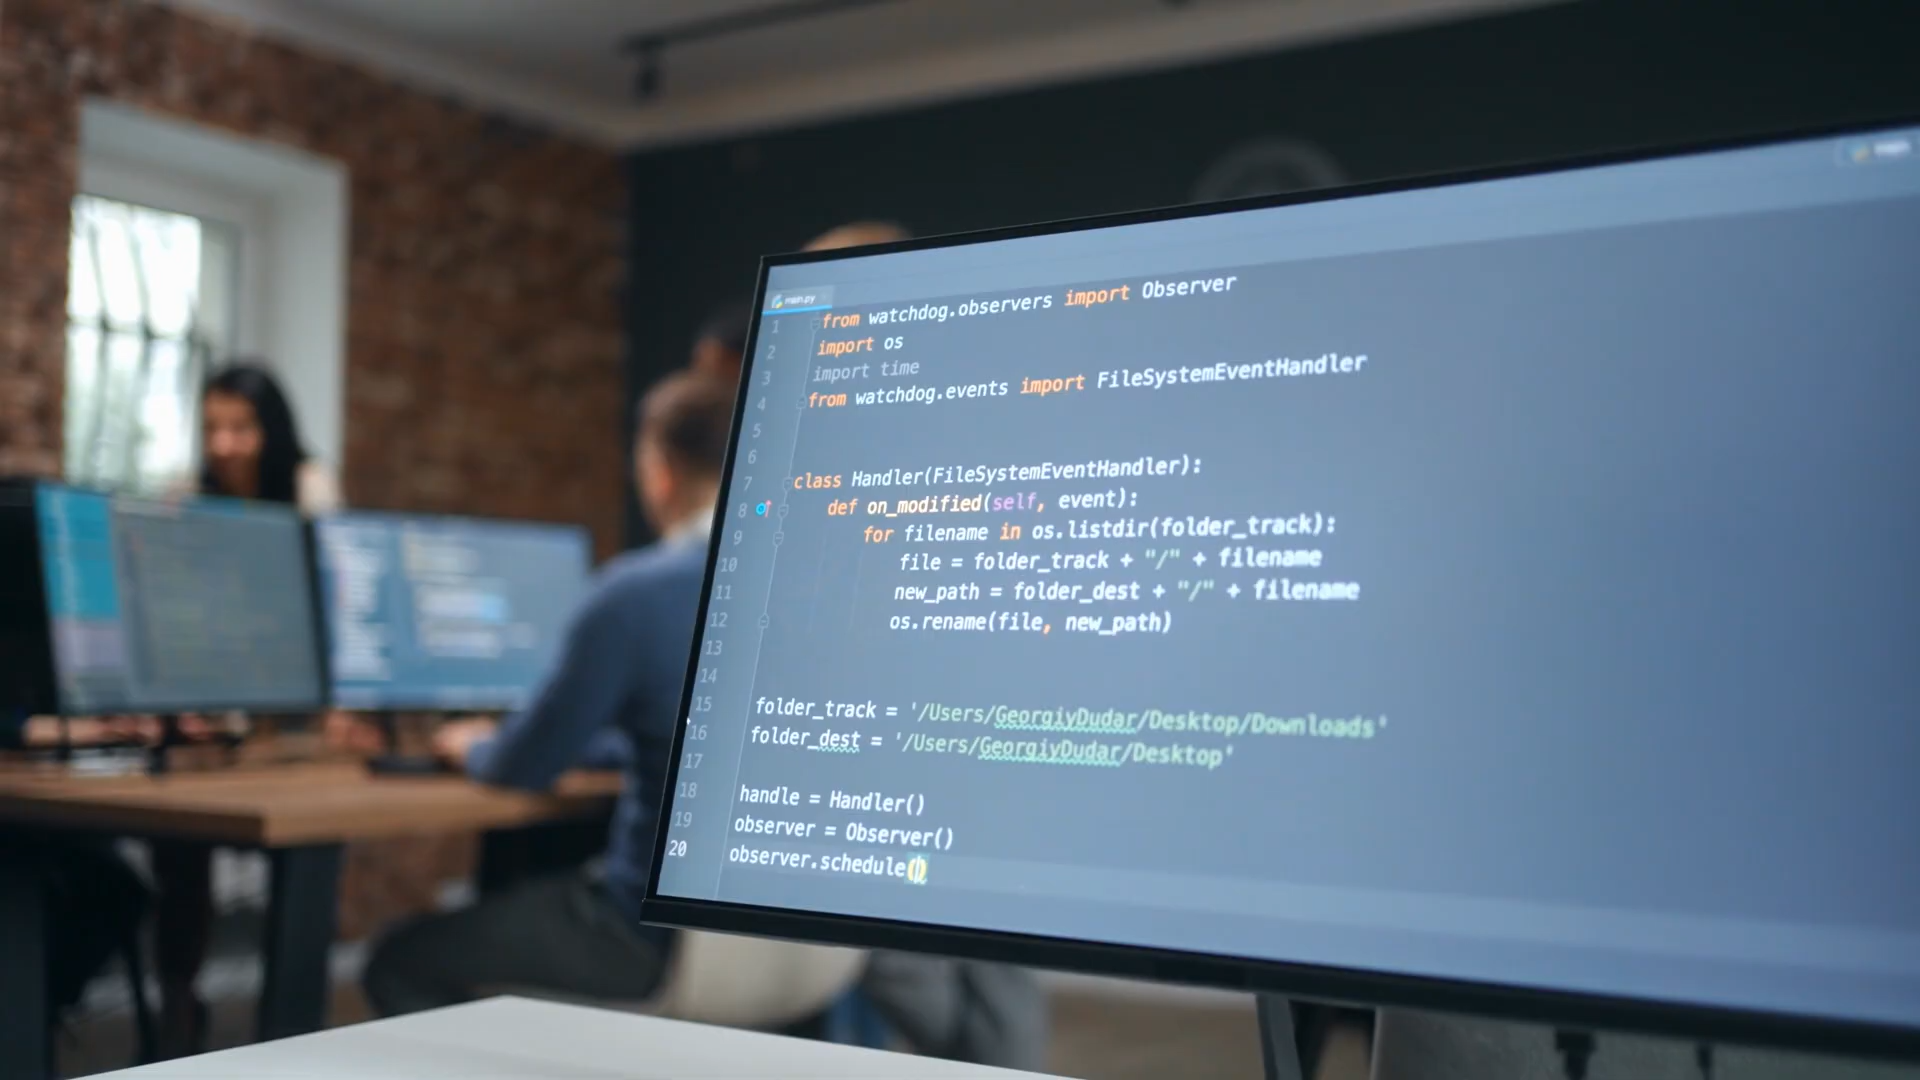 main.py
1 from watchdog.observers import Observer
2 import os
3 import time
4 from watchdog.events import FileSystemEventHandler
5
6
7 class Handler(FileSystemEventHandler):
8 def on_modified(self, event):
9 for filename in os.listdir(folder_track):
10 file = folder_track + "/" + filename
11 new_path = folder_dest + "/" + filename
12 os.rename(file, new_path)
13
14
15 folder_track = '/Users/GeorgiyDudar/Desktop/Downloads'
16 folder_dest = '/Users/GeorgiyDudar/Desktop'
17
18 handle = Handler()
19 observer = Observer()
20 observer.schedule()